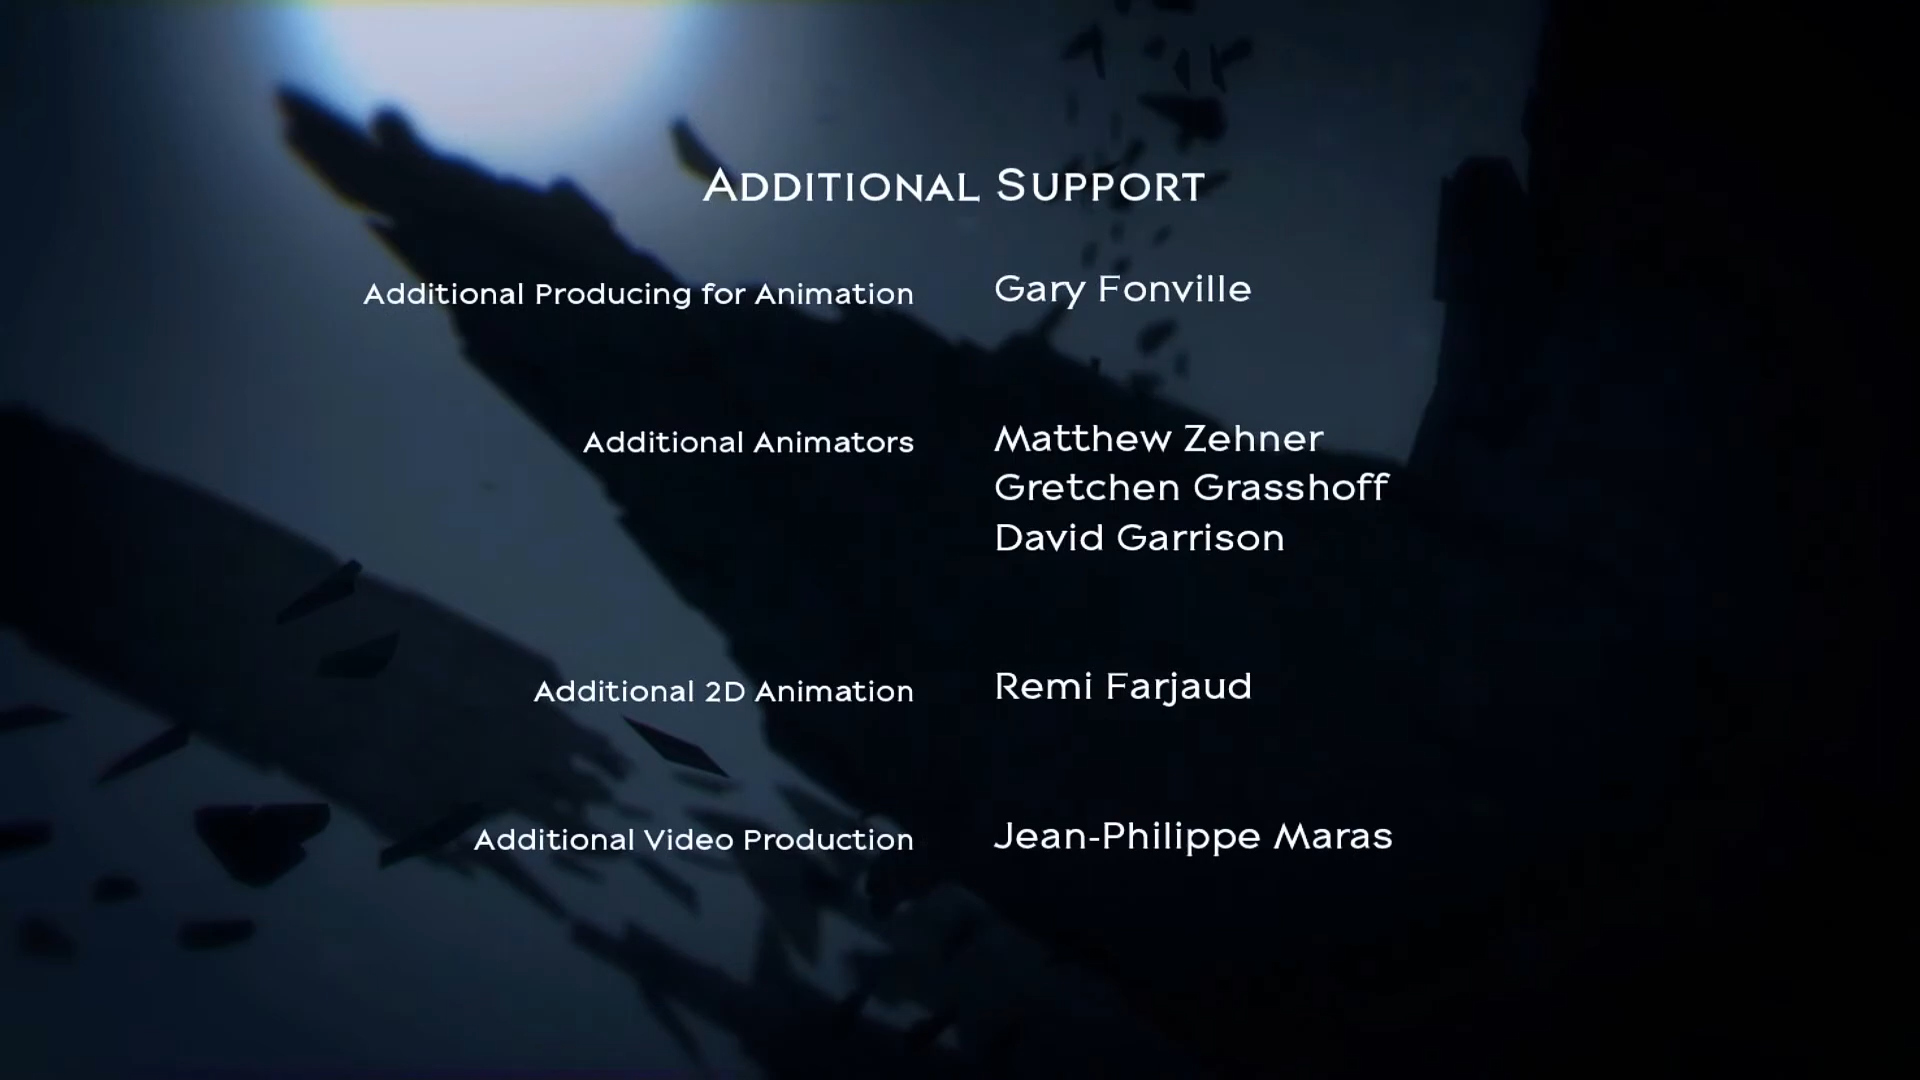 Additional Support
Additional Producing for Animation Gary Fonville
Additional Animators Matthew Zehner
Gretchen Grasshoff
David Garrison
Additional 2D Animation Remi Farjaud
Additional Video Production Jean-Philippe Maras